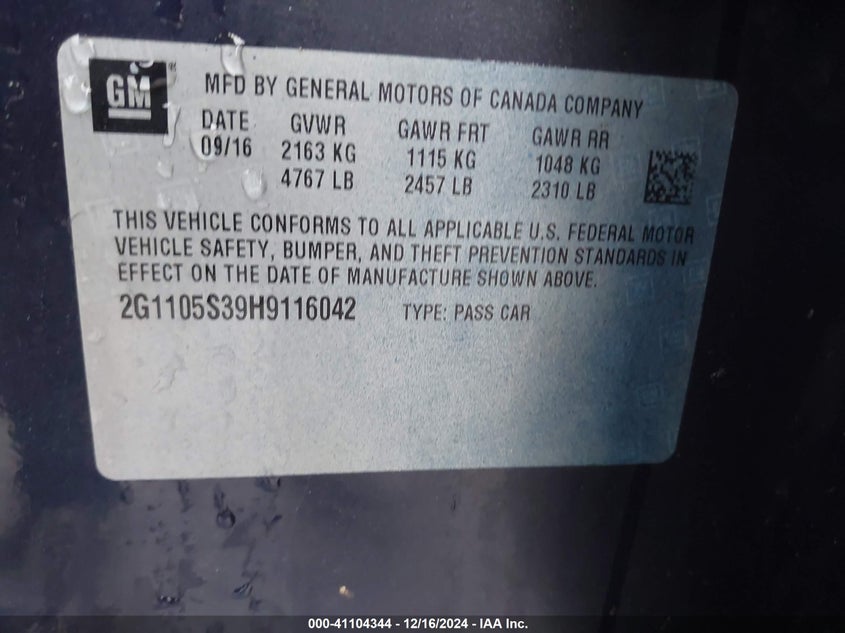 GM
MFD BY GENERAL MOTORS OF CANADA COMPANY
DATE GVWR GAWR FRT GAWR RR
09/16 2163 KG 1115 KG 1048 KG
4767 LB 2457 LB 2310 LB
THIS VEHICLE CONFORMS TO ALL APPLICABLE U.S. FEDERAL MOTOR
VEHICLE SAFETY, BUMPER, AND THEFT PREVENTION STANDARDS IN
EFFECT ON THE DATE OF MANUFACTURE SHOWN ABOVE.
2G1105S39H9116042 TYPE: PASS CAR
000-41104344 - 12/16/2024 - IAA Inc.